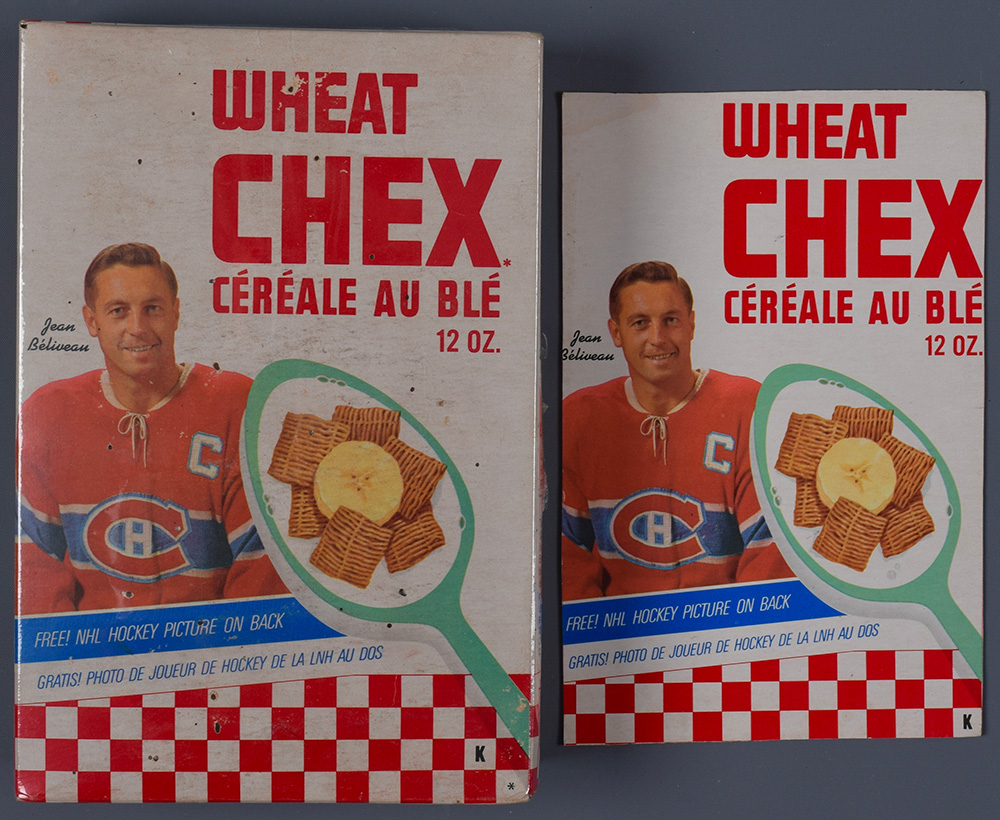 WHEAT
CHEX*
CÉRÉALE AU BLÉ
12 OZ.
Jean
Béliveau
C
CH
FREE! NHL HOCKEY PICTURE ON BACK
GRATIS! PHOTO DE JOUEUR DE HOCKEY DE LA LNH AU DOS
K
*
WHEAT
CHEX
CÉRÉALE AU BLÉ
12 OZ.
Jean
Béliveau
C
CH
FREE! NHL HOCKEY PICTURE ON BACK
GRATIS! PHOTO DE JOUEUR DE HOCKEY DE LA LNH AU DOS
K